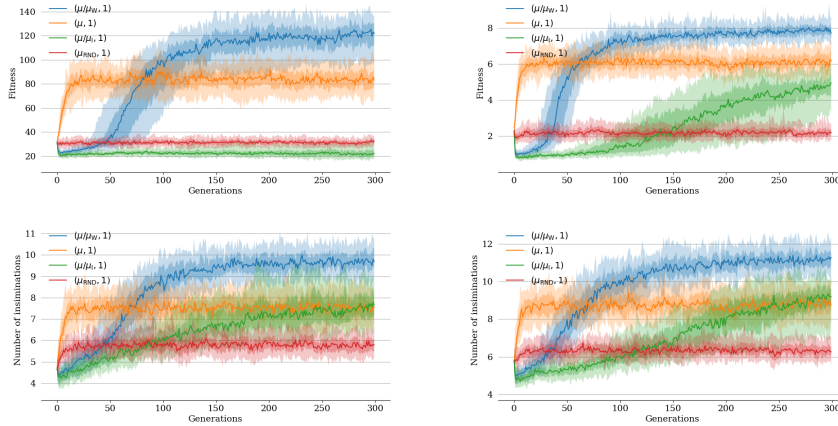 (μ/μW, 1)
(μ, 1)
(μ/μI, 1)
(μRND, 1)
140
120
100
80
60
40
20
Fitness
0 50 100 150 200 250 300
Generations
(μ/μW, 1)
(μ, 1)
(μ/μI, 1)
(μRND, 1)
8
6
4
2
Fitness
0 50 100 150 200 250 300
Generations
(μ/μW, 1)
(μ, 1)
(μ/μI, 1)
(μRND, 1)
11
10
9
8
7
6
5
4
Number of insiminations
0 50 100 150 200 250 300
Generations
(μ/μW, 1)
(μ, 1)
(μ/μI, 1)
(μRND, 1)
12
10
8
6
4
Number of insiminations
0 50 100 150 200 250 300
Generations